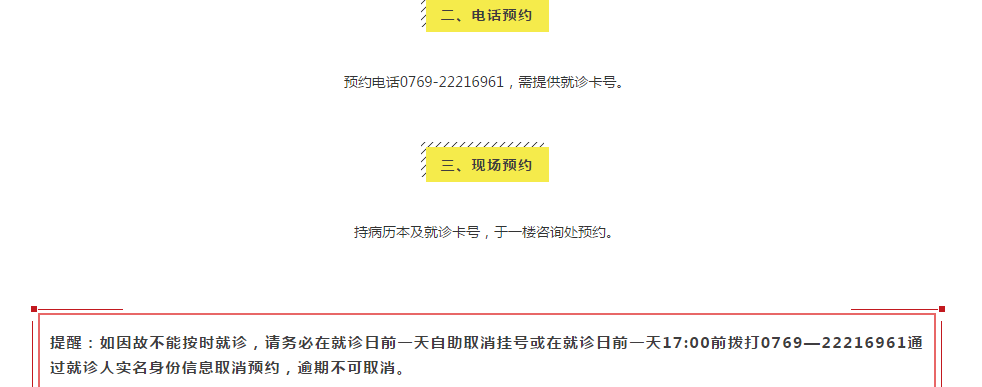 二、电话预约
预约电话0769-22216961，需提供就诊卡号。
三、现场预约
持病历本及就诊卡号，于一楼咨询处预约。
提醒：如因故不能按时就诊，请务必在就诊日前一天自助取消挂号或在就诊日前一天17:00前拨打0769—22216961通
过就诊人实名身份信息取消预约，逾期不可取消。